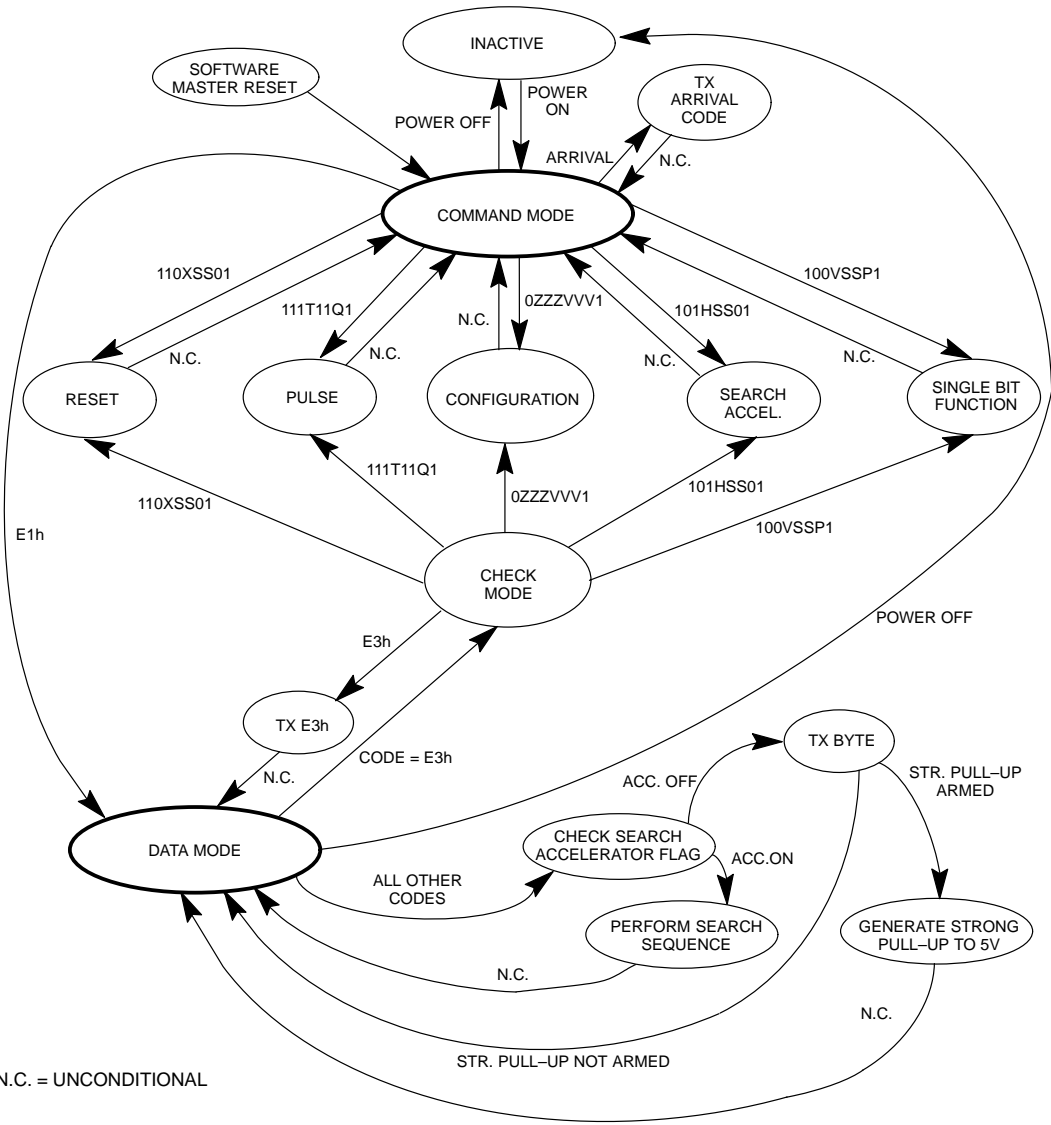 INACTIVE
SOFTWARE
MASTER RESET
TX
ARRIVAL
CODE
POWER OFF
POWER
ON
ARRIVAL
N.C.
COMMAND MODE
110XSS01
N.C.
111T11Q1
N.C.
N.C.
0ZZZVVV1
101HSS01
N.C.
100VSSP1
N.C.
RESET
PULSE
CONFIGURATION
SEARCH
ACCEL.
SINGLE BIT
FUNCTION
110XSS01
111T11Q1
0ZZZVVV1
101HSS01
100VSSP1
E1h
CHECK
MODE
E3h
POWER OFF
TX E3h
N.C.
CODE = E3h
TX BYTE
ACC. OFF
STR. PULL–UP
ARMED
DATA MODE
CHECK SEARCH
ACCELERATOR FLAG
ACC.ON
ALL OTHER
CODES
PERFORM SEARCH
SEQUENCE
GENERATE STRONG
PULL–UP TO 5V
N.C.
N.C.
STR. PULL–UP NOT ARMED
N.C. = UNCONDITIONAL